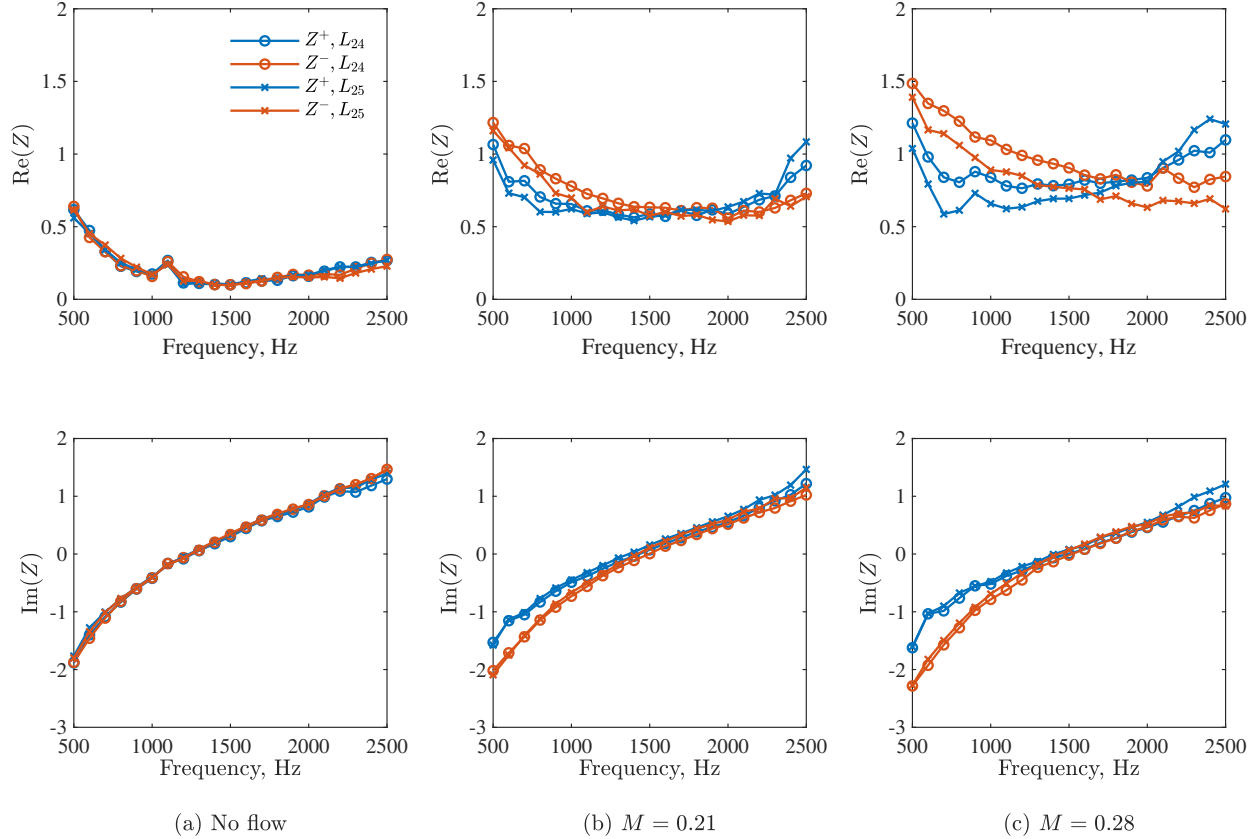 2
1.5
1
0.5
0
Re(Z)
500 1000 1500 2000 2500
Frequency, Hz
Z⁺, L₂₄
Z⁻, L₂₄
Z⁺, L₂₅
Z⁻, L₂₅
2
1.5
1
0.5
0
Re(Z)
500 1000 1500 2000 2500
Frequency, Hz
2
1.5
1
0.5
0
Re(Z)
500 1000 1500 2000 2500
Frequency, Hz
2
1
0
-1
-2
-3
Im(Z)
500 1000 1500 2000 2500
Frequency, Hz
2
1
0
-1
-2
-3
Im(Z)
500 1000 1500 2000 2500
Frequency, Hz
2
1
0
-1
-2
-3
Im(Z)
500 1000 1500 2000 2500
Frequency, Hz
(a) No flow
(b) M = 0.21
(c) M = 0.28